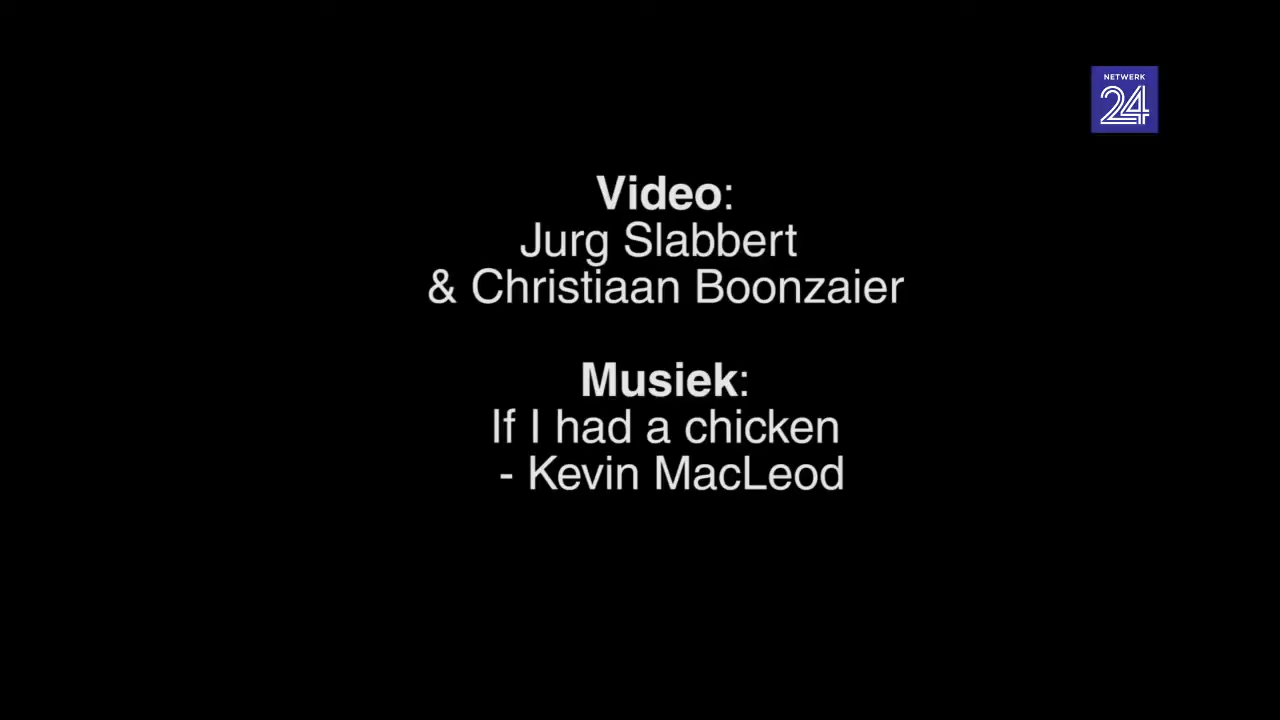 NETWERK
24
Video:
Jurg Slabbert
& Christiaan Boonzaier
Musiek:
If I had a chicken
- Kevin MacLeod